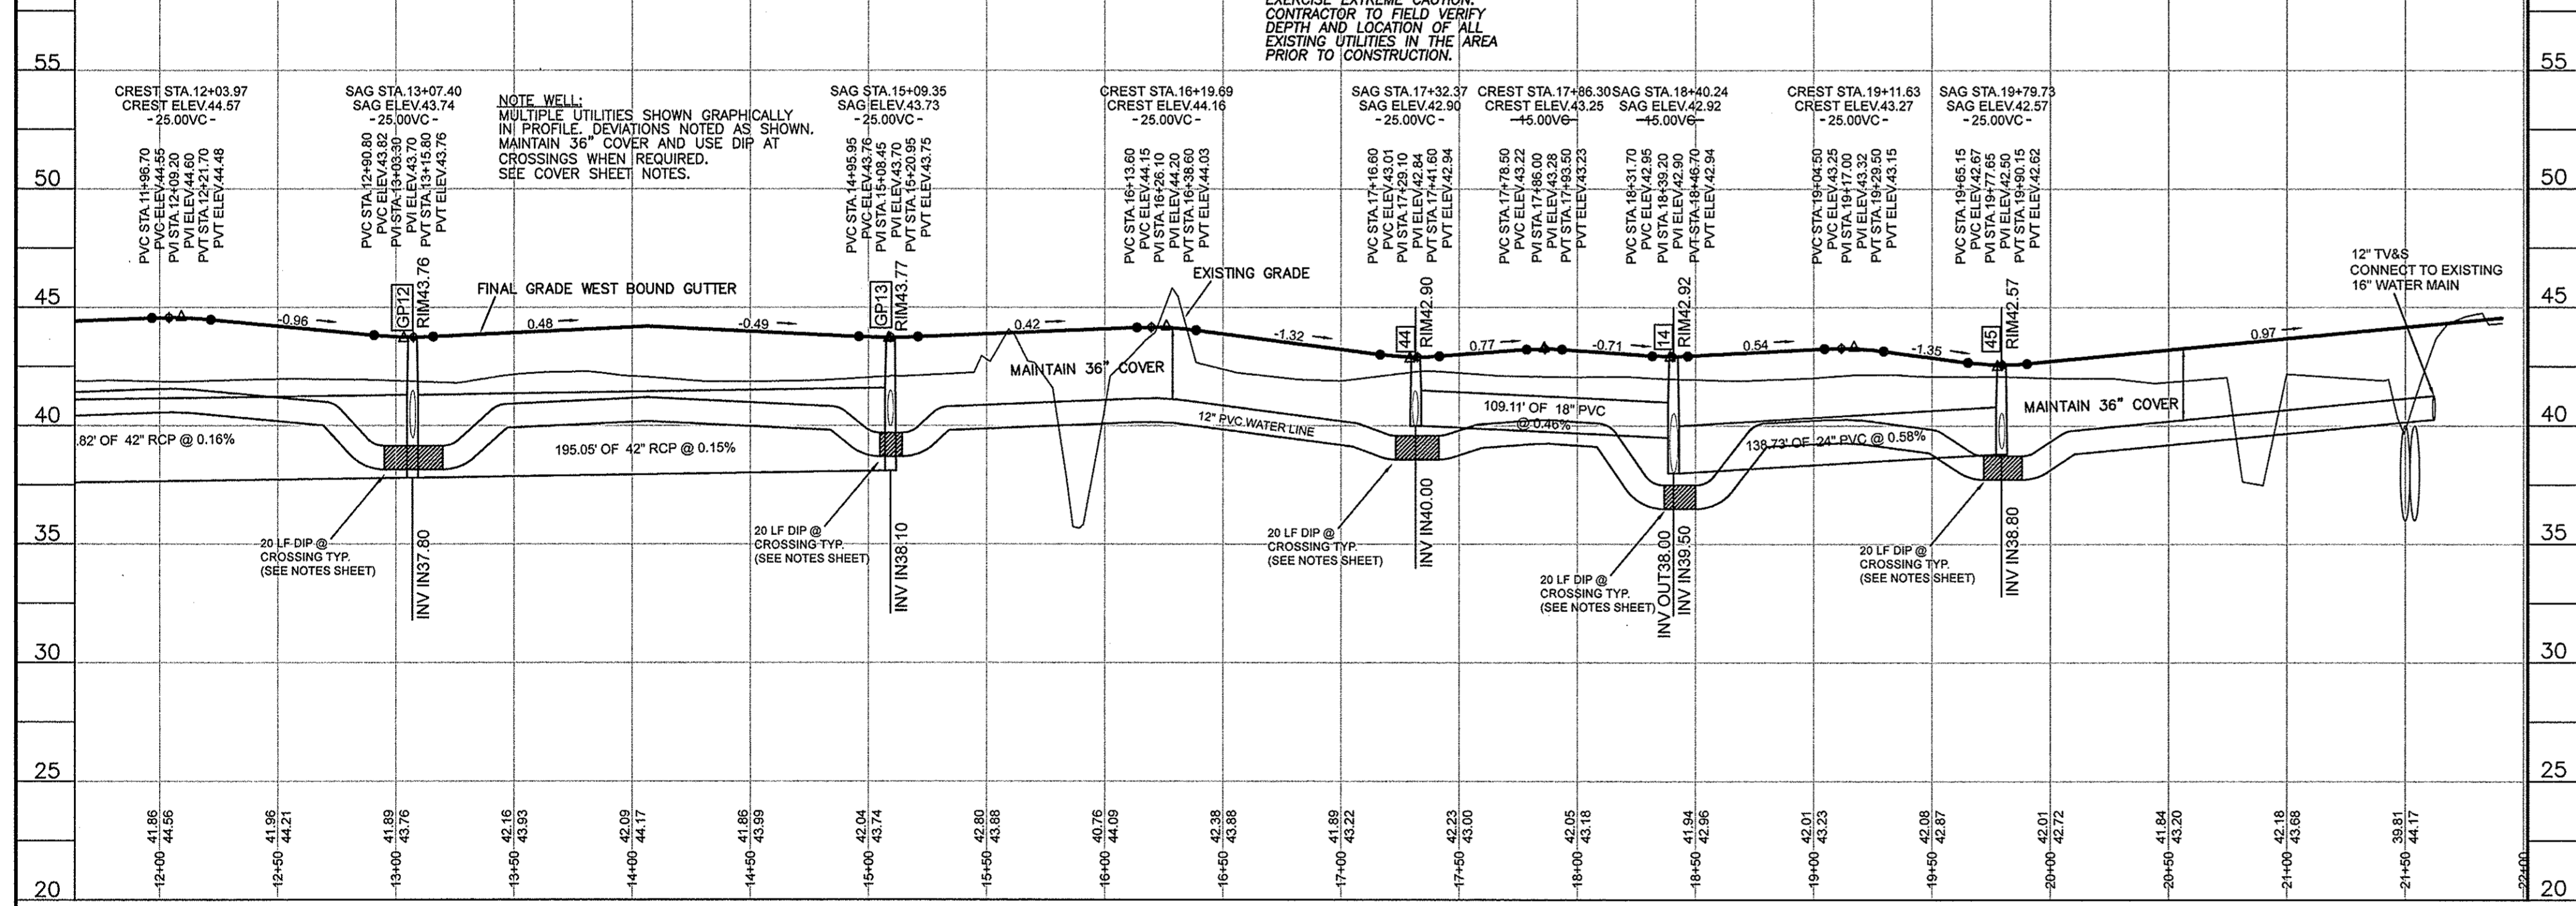 EXERCISE EXTREME CAUTION.
CONTRACTOR TO FIELD VERIFY
DEPTH AND LOCATION OF ALL
EXISTING UTILITIES IN THE AREA
PRIOR TO CONSTRUCTION.
55
55
CREST STA.12+03.97
CREST ELEV.44.57
-25.00VC-
SAG STA.13+07.40
SAG ELEV.43.74
-25.00VC-
NOTE WELL:
MULTIPLE UTILITIES SHOWN GRAPHICALLY
IN PROFILE. DEVIATIONS NOTED AS SHOWN.
MAINTAIN 36" COVER AND USE DIP AT
CROSSINGS WHEN REQUIRED.
SEE COVER SHEET NOTES.
SAG STA.15+09.35
SAG ELEV.43.73
-25.00VC-
CREST STA.16+19.69
CREST ELEV.44.16
-25.00VC-
SAG STA.17+32.37
SAG ELEV.42.90
-25.00VC-
CREST STA.17+86.30
CREST ELEV.43.25
-15.00VC-
SAG STA.18+40.24
SAG ELEV.42.92
-15.00VC-
CREST STA.19+11.63
CREST ELEV.43.27
-25.00VC-
SAG STA.19+79.73
SAG ELEV.42.57
-25.00VC-
PVC STA.11+96.70
PVC ELEV.44.55
PVI STA.12+09.20
PVI ELEV.44.60
PVT STA.12+21.70
PVT ELEV.44.48
PVC STA.12+90.80
PVC ELEV.43.82
PVI STA.13+03.30
PVI ELEV.43.70
PVT STA.13+15.80
PVT ELEV.43.76
PVC STA.14+95.95
PVC ELEV.43.76
PVI STA.15+08.45
PVI ELEV.43.70
PVT STA.15+20.95
PVT ELEV.43.75
PVC STA.16+13.60
PVC ELEV.44.15
PVI STA.16+26.10
PVI ELEV.44.20
PVT STA.16+38.60
PVT ELEV.44.03
PVC STA.17+16.60
PVC ELEV.43.01
PVI STA.17+29.10
PVI ELEV.42.84
PVT STA.17+41.60
PVT ELEV.42.94
PVC STA.17+78.50
PVC ELEV.43.22
PVI STA.17+86.00
PVI ELEV.43.28
PVT STA.17+93.50
PVT ELEV.43.23
PVC STA.18+31.70
PVC ELEV.42.95
PVI STA.18+39.20
PVI ELEV.42.90
PVT STA.18+46.70
PVT ELEV.42.94
PVC STA.19+04.50
PVC ELEV.43.25
PVI STA.19+17.00
PVI ELEV.43.32
PVT STA.19+29.50
PVT ELEV.43.15
PVC STA.19+65.15
PVC ELEV.42.67
PVI STA.19+77.65
PVI ELEV.42.50
PVT STA.19+90.15
PVT ELEV.42.62
50
50
12" TV&S
CONNECT TO EXISTING
16" WATER MAIN
EXISTING GRADE
FINAL GRADE WEST BOUND GUTTER
GP12
RIM43.76
GP13
RIM43.77
44
RIM42.90
14
RIM42.92
45
RIM42.57
45
45
-0.96
0.48
-0.49
0.42
-1.32
0.77
-0.71
0.54
-1.35
0.97
MAINTAIN 36" COVER
MAINTAIN 36" COVER
40
40
.82' OF 42" RCP @ 0.16%
195.05' OF 42" RCP @ 0.15%
12" PVC WATER LINE
109.11' OF 18" PVC
@ 0.46%
138.73' OF 24" PVC @ 0.58%
35
35
20 LF DIP @
CROSSING TYP.
(SEE NOTES SHEET)
INV IN37.80
20 LF DIP @
CROSSING TYP.
(SEE NOTES SHEET)
INV IN38.10
20 LF DIP @
CROSSING TYP.
(SEE NOTES SHEET)
INV IN40.00
20 LF DIP @
CROSSING TYP.
(SEE NOTES SHEET)
INV OUT38.00
INV IN39.50
20 LF DIP @
CROSSING TYP.
(SEE NOTES SHEET)
INV IN38.80
30
30
25
25
41.86
44.56
41.96
44.21
41.89
43.76
42.16
43.93
42.09
44.17
41.86
43.99
42.04
43.74
42.80
43.88
40.76
44.09
42.38
43.88
41.89
43.22
42.23
43.00
42.05
43.18
41.94
42.96
42.01
43.23
42.08
42.87
42.01
42.72
41.84
43.20
42.18
43.68
39.81
44.17
12+00
12+50
13+00
13+50
14+00
14+50
15+00
15+50
16+00
16+50
17+00
17+50
18+00
18+50
19+00
19+50
20+00
20+50
21+00
21+50
22+00
20
20